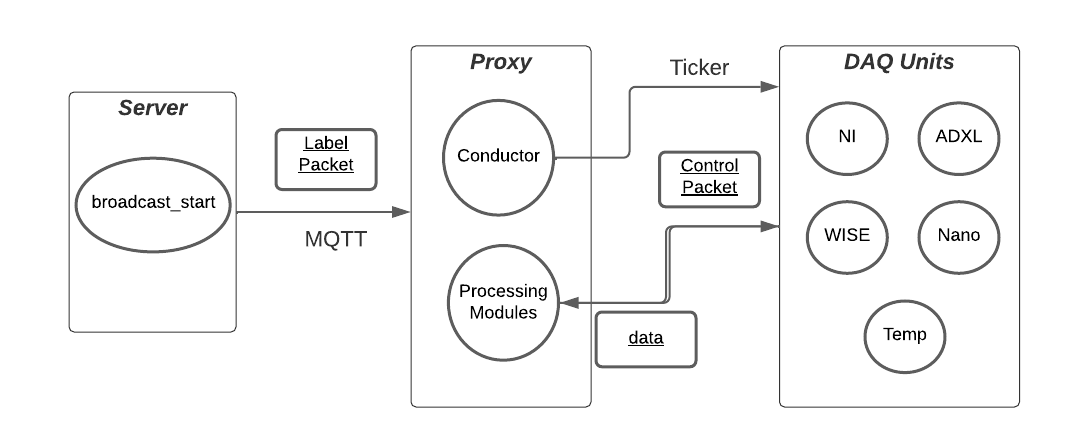 Server
broadcast_start
Label
Packet
MQTT
Proxy
Conductor
Processing
Modules
Ticker
Control
Packet
data
DAQ Units
NI
ADXL
WISE
Nano
Temp